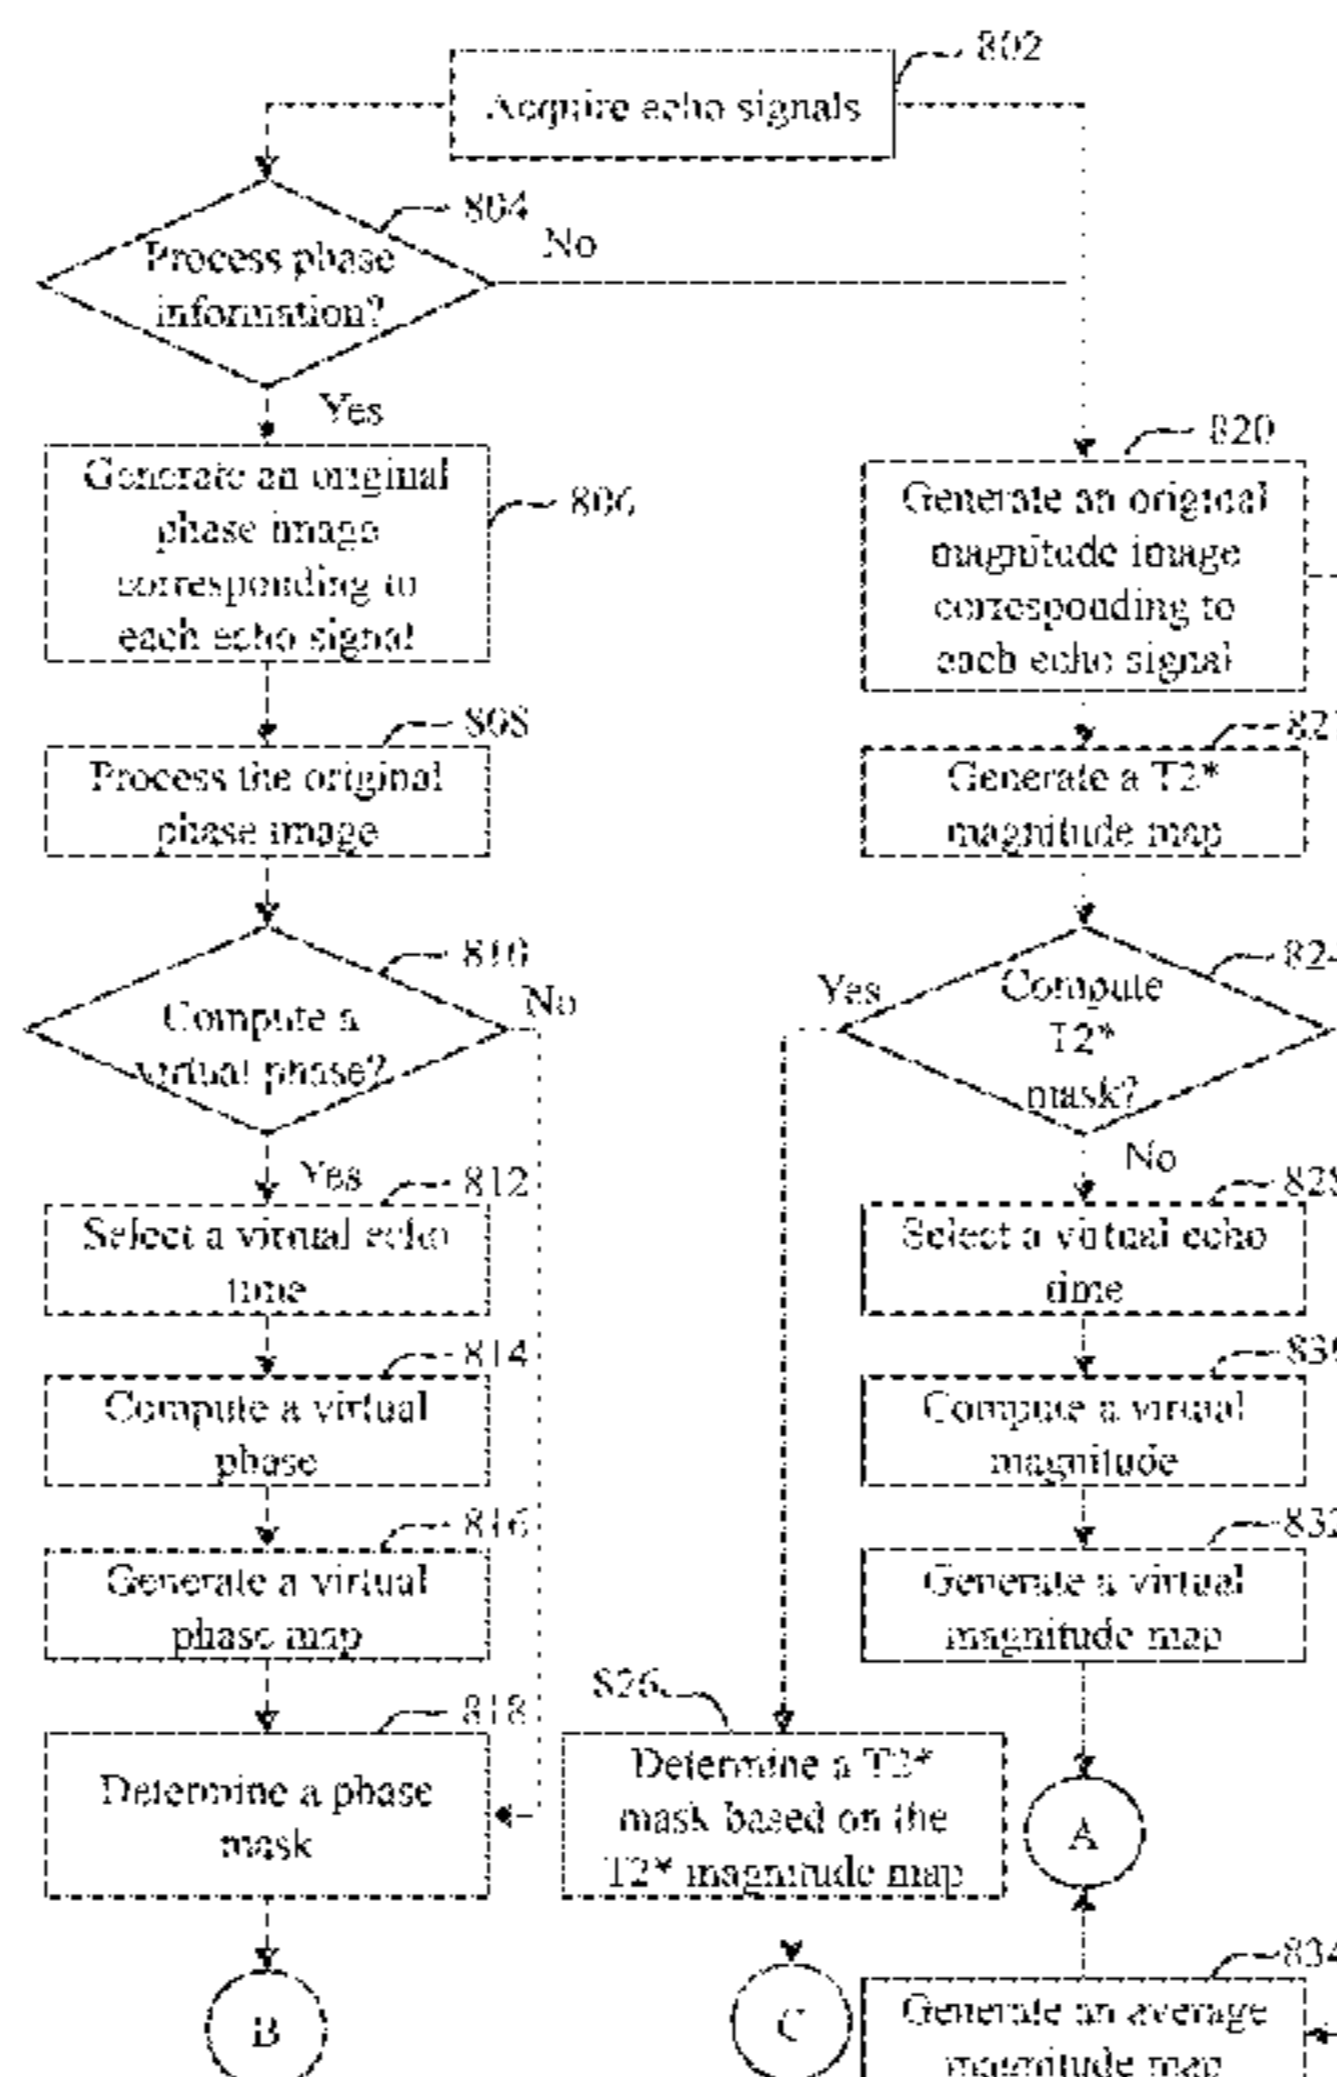 802
Acquire echo signals
804
Process phase
information?
No
Yes
Generate an original
phase image
corresponding to
each echo signal
806
808
Process the original
phase image
810
Compute a
virtual phase?
No
Yes
812
Select a virtual echo
time
814
Compute a virtual
phase
816
Generate a virtual
phase map
818
Determine a phase
mask
B
820
Generate an original
magnitude image
corresponding to
each echo signal
Generate a T2*
magnitude map
824
Compute
T2*
mask?
Yes
No
Select a virtual echo
time
Compute a virtual
magnitude
832
Generate a virtual
magnitude map
826
Determine a T2*
mask based on the
T2* magnitude map
A
C
834
Generate an average
magnitude map